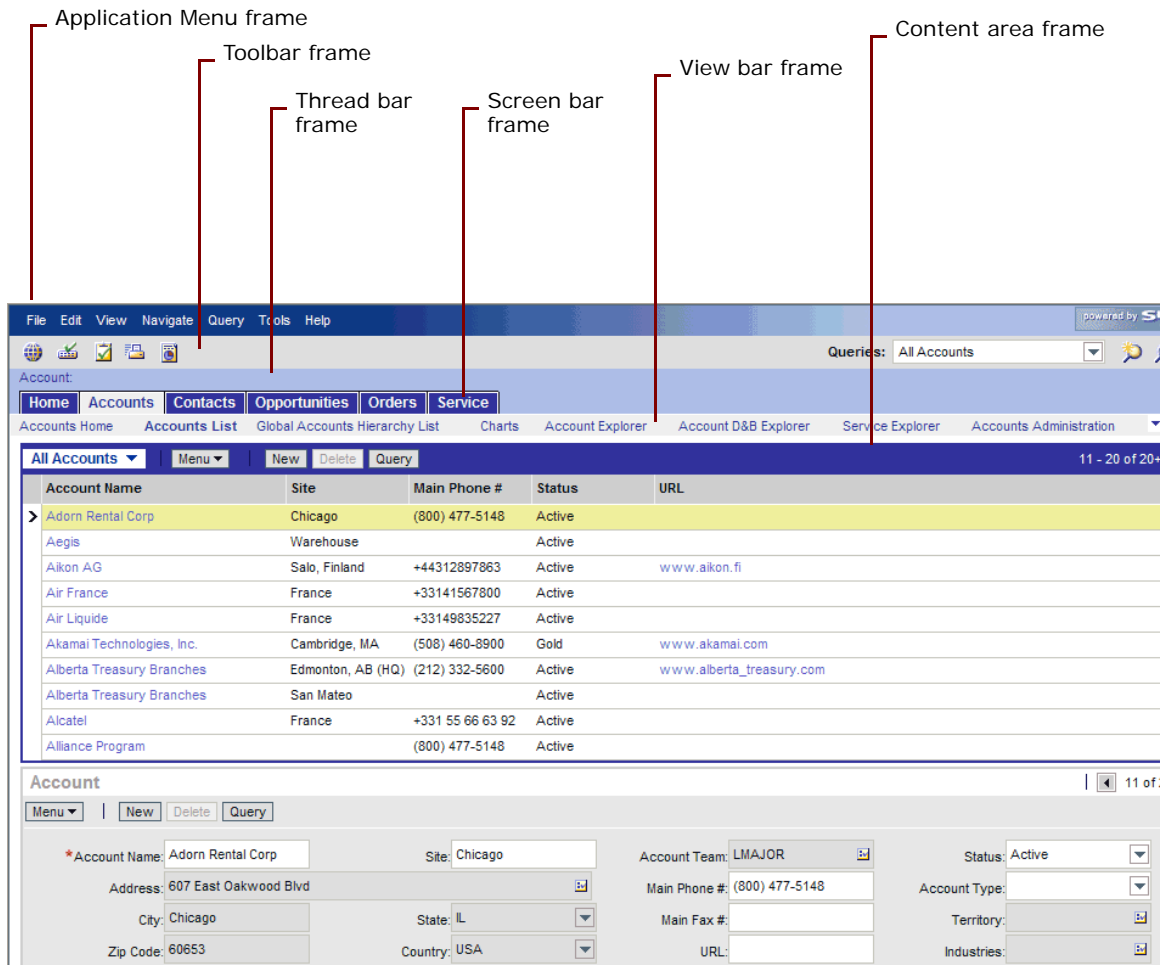 Application Menu frame
Content area frame
Toolbar frame
View bar frame
Thread bar
frame
Screen bar
frame
File Edit View Navigate Query Tools Help
powered by
Queries: All Accounts
Account:
Home Accounts Contacts Opportunities Orders Service
Accounts Home Accounts List Global Accounts Hierarchy List Charts Account Explorer Account D&B Explorer Service Explorer Accounts Administration
All Accounts Menu New Delete Query 11 - 20 of 20+
Account Name Site Main Phone # Status URL
Adorn Rental Corp Chicago (800) 477-5148 Active
Aegis Warehouse Active
Aikon AG Salo, Finland +44312897863 Active www.aikon.fi
Air France France +33141567800 Active
Air Liquide France +33149835227 Active
Akamai Technologies, Inc. Cambridge, MA (508) 460-8900 Gold www.akamai.com
Alberta Treasury Branches Edmonton, AB (HQ) (212) 332-5600 Active www.alberta_treasury.com
Alberta Treasury Branches San Mateo Active
Alcatel France +331 55 66 63 92 Active
Alliance Program (800) 477-5148 Active
Account 11 of
Menu New Delete Query
*Account Name: Adorn Rental Corp Site: Chicago Account Team: LMAJOR Status: Active
Address: 607 East Oakwood Blvd Main Phone #: (800) 477-5148 Account Type:
City: Chicago State: IL Main Fax #: Territory:
Zip Code: 60653 Country: USA URL: Industries: